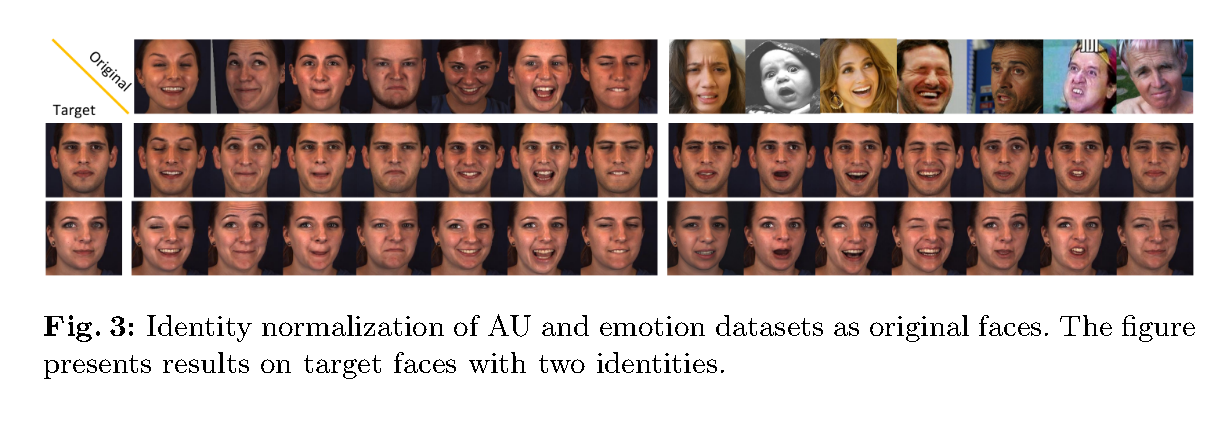 Original
Target
Fig. 3: Identity normalization of AU and emotion datasets as original faces. The figure
presents results on target faces with two identities.